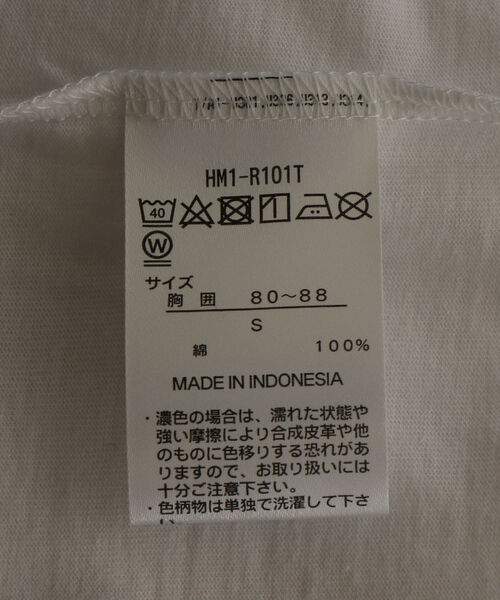 HM1-R101T
40
W
サイズ
胸 囲 80～88
S
綿 100%
MADE IN INDONESIA
・濃色の場合は、濡れた状態や
強い摩擦により合成皮革や他
のものに色移りする恐れがあ
りますので、お取り扱いには
十分ご注意下さい。
・色柄物は単独で洗濯して下さ
い